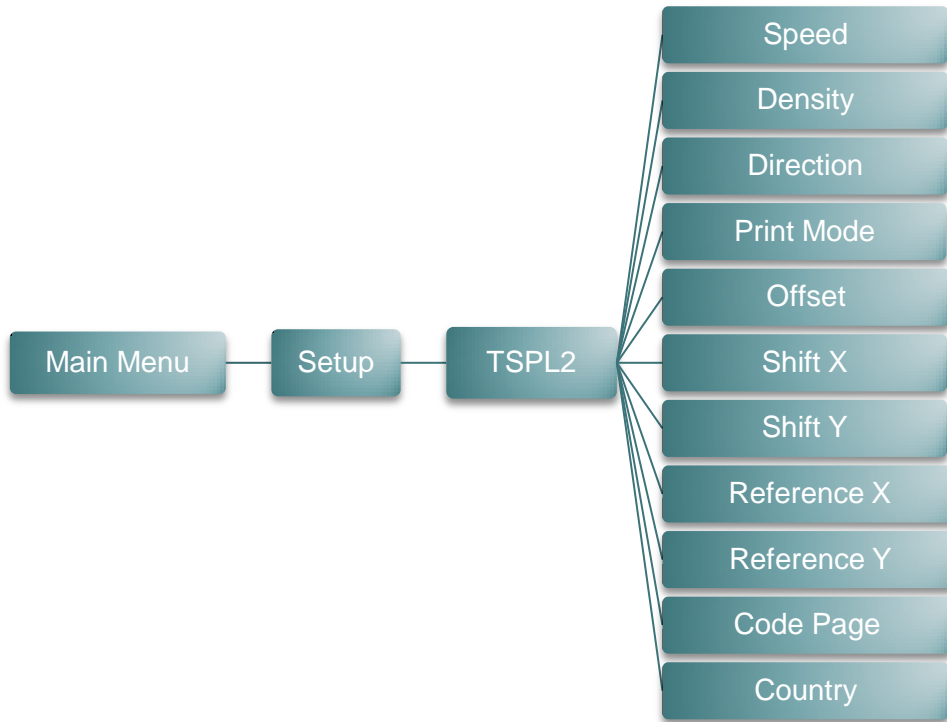 Main Menu
Setup
TSPL2
Speed
Density
Direction
Print Mode
Offset
Shift X
Shift Y
Reference X
Reference Y
Code Page
Country